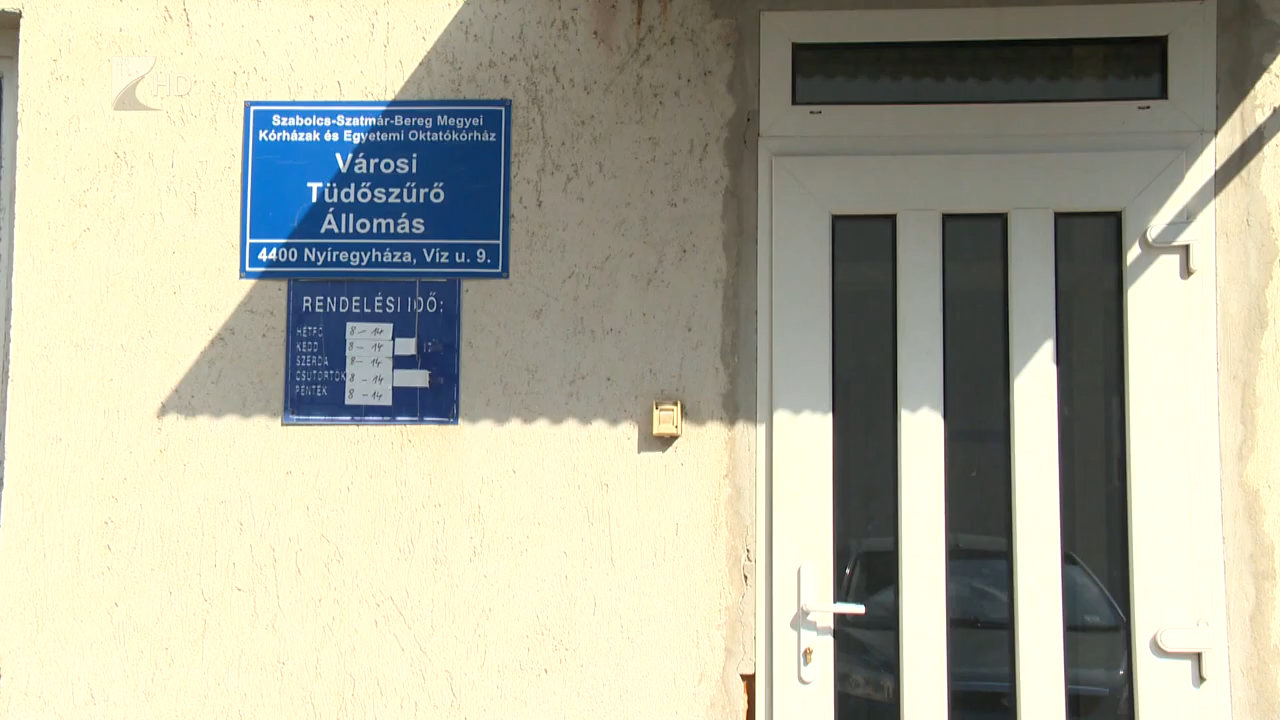 HD
Szabolcs-Szatmár-Bereg Megyei
Kórházak és Egyetemi Oktatókórház
Városi
Tüdőszűrő
Állomás
4400 Nyíregyháza, Víz u. 9.
RENDELÉSI IDŐ:
HÉTFŐ 8 - 14
KEDD 8 - 14
SZERDA 8 - 14
CSÜTÖRTÖK 8 - 14
PÉNTEK 8 - 14